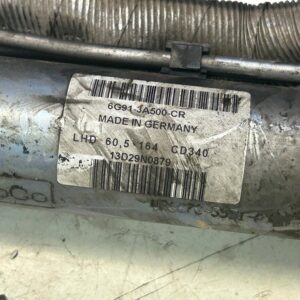 6G91-3A500-CR
MADE IN GERMANY
LHD 60,5 164 CD340
13D29N0879